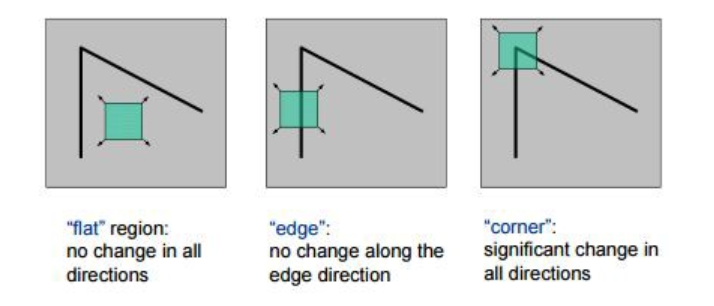 “flat” region:
no change in all
directions
“edge”:
no change along the
edge direction
“corner”:
significant change in
all directions